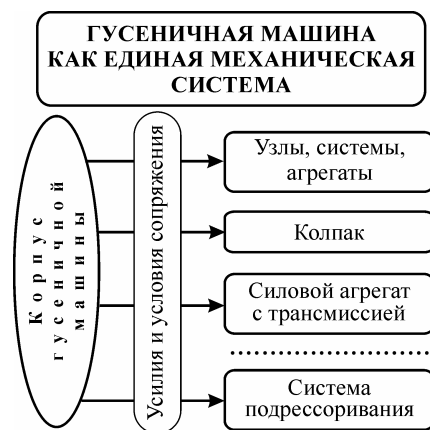 ГУСЕНИЧНАЯ МАШИНА
КАК ЕДИНАЯ МЕХАНИЧЕСКАЯ
СИСТЕМА
Корпус
гусеничной
машины
Усилия и условия сопряжения
Узлы, системы,
агрегаты
Колпак
Силовой агрегат
с трансмиссией
Система
подрессоривания